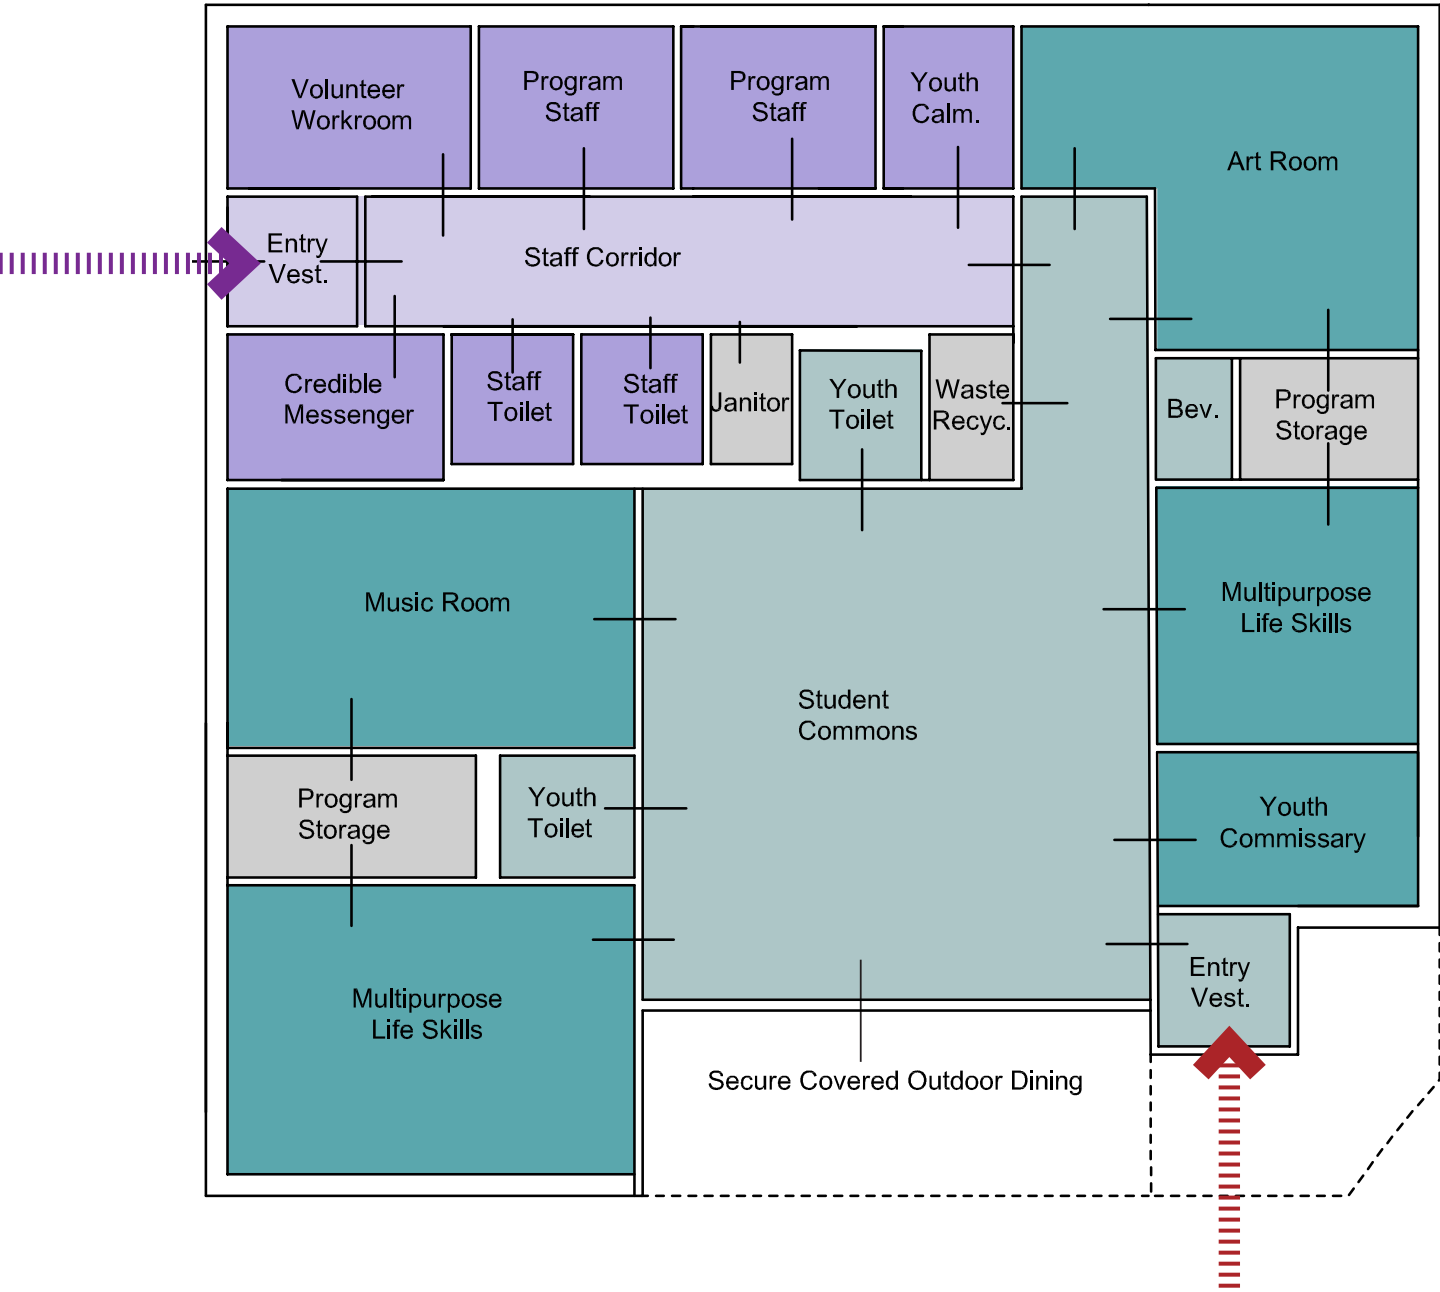 Volunteer
Workroom
Program
Staff
Program
Staff
Youth
Calm.
Art Room
Entry
Vest.
Staff Corridor
Credible
Messenger
Staff
Toilet
Staff
Toilet
Janitor
Youth
Toilet
Waste
Recyc.
Bev.
Program
Storage
Music Room
Multipurpose
Life Skills
Student
Commons
Program
Storage
Youth
Toilet
Youth
Commissary
Multipurpose
Life Skills
Entry
Vest.
Secure Covered Outdoor Dining